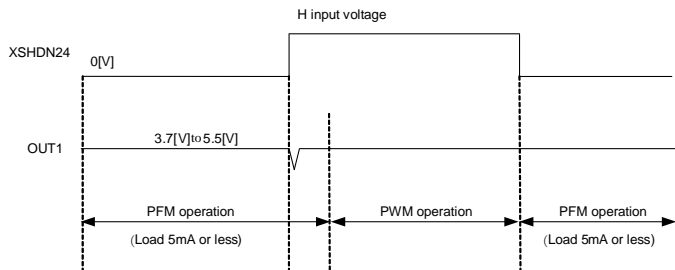 H input voltage
XSHDN24
0[V]
3.7[V]to5.5[V]
OUT1
PFM operation
PWM operation
PFM operation
(Load 5mA or less)
(Load 5mA or less)